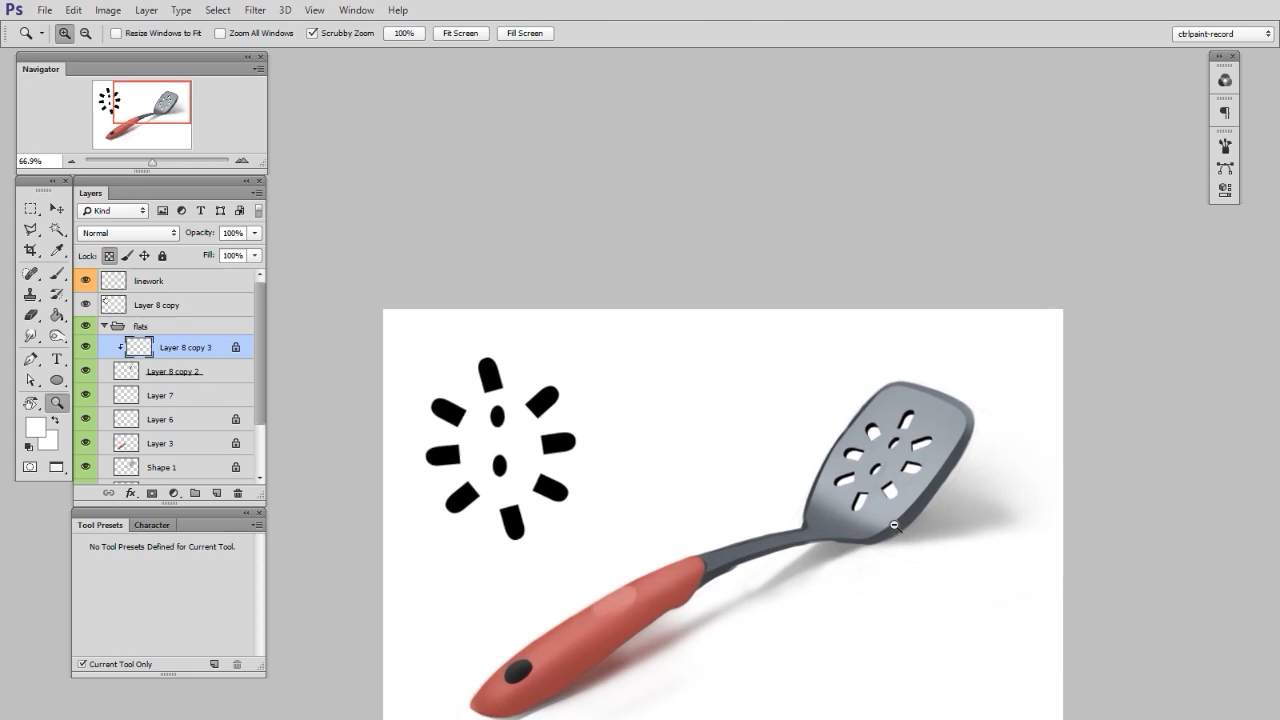 Ps File Edit Image Layer Type Select Filter 3D View Window Help
Resize Windows to Fit Zoom All Windows Scrubby Zoom 100% Fit Screen Fill Screen ctrlpaint-record
Navigator
66.9%
Layers
Kind
Normal Opacity: 100%
Lock: Fill: 100%
linework
Layer 8 copy
flats
Layer 8 copy 3
Layer 8 copy 2
Layer 7
Layer 6
Layer 3
Shape 1
fx
Tool Presets Character
No Tool Presets Defined for Current Tool.
Current Tool Only